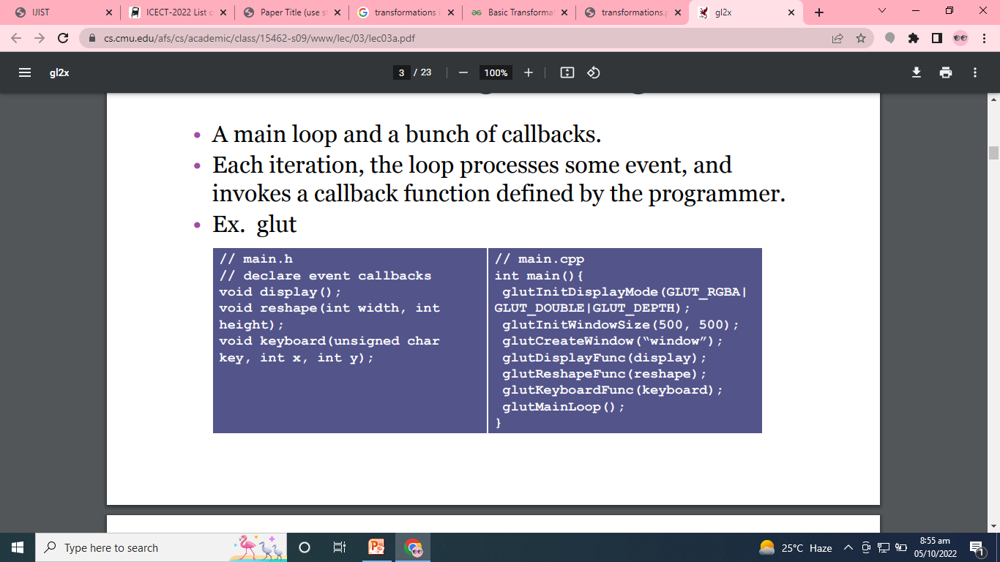 IJIST
ICECT-2022 List o
Paper Title (use s
transformations i
Basic Transforma
transformations.p
gl2x
cs.cmu.edu/afs/cs/academic/class/15462-s09/www/lec/03/lec03a.pdf
gl2x
3 / 23
100%
• A main loop and a bunch of callbacks.
• Each iteration, the loop processes some event, and
invokes a callback function defined by the programmer.
• Ex. glut
// main.h
// declare event callbacks
void display();
void reshape(int width, int
height);
void keyboard(unsigned char
key, int x, int y);
// main.cpp
int main(){
glutInitDisplayMode(GLUT_RGBA|
GLUT_DOUBLE|GLUT_DEPTH);
glutInitWindowSize(500, 500);
glutCreateWindow(“window”);
glutDisplayFunc(display);
glutReshapeFunc(reshape);
glutKeyboardFunc(keyboard);
glutMainLoop();
}
Type here to search
25°C Haze
8:55 am
05/10/2022
1